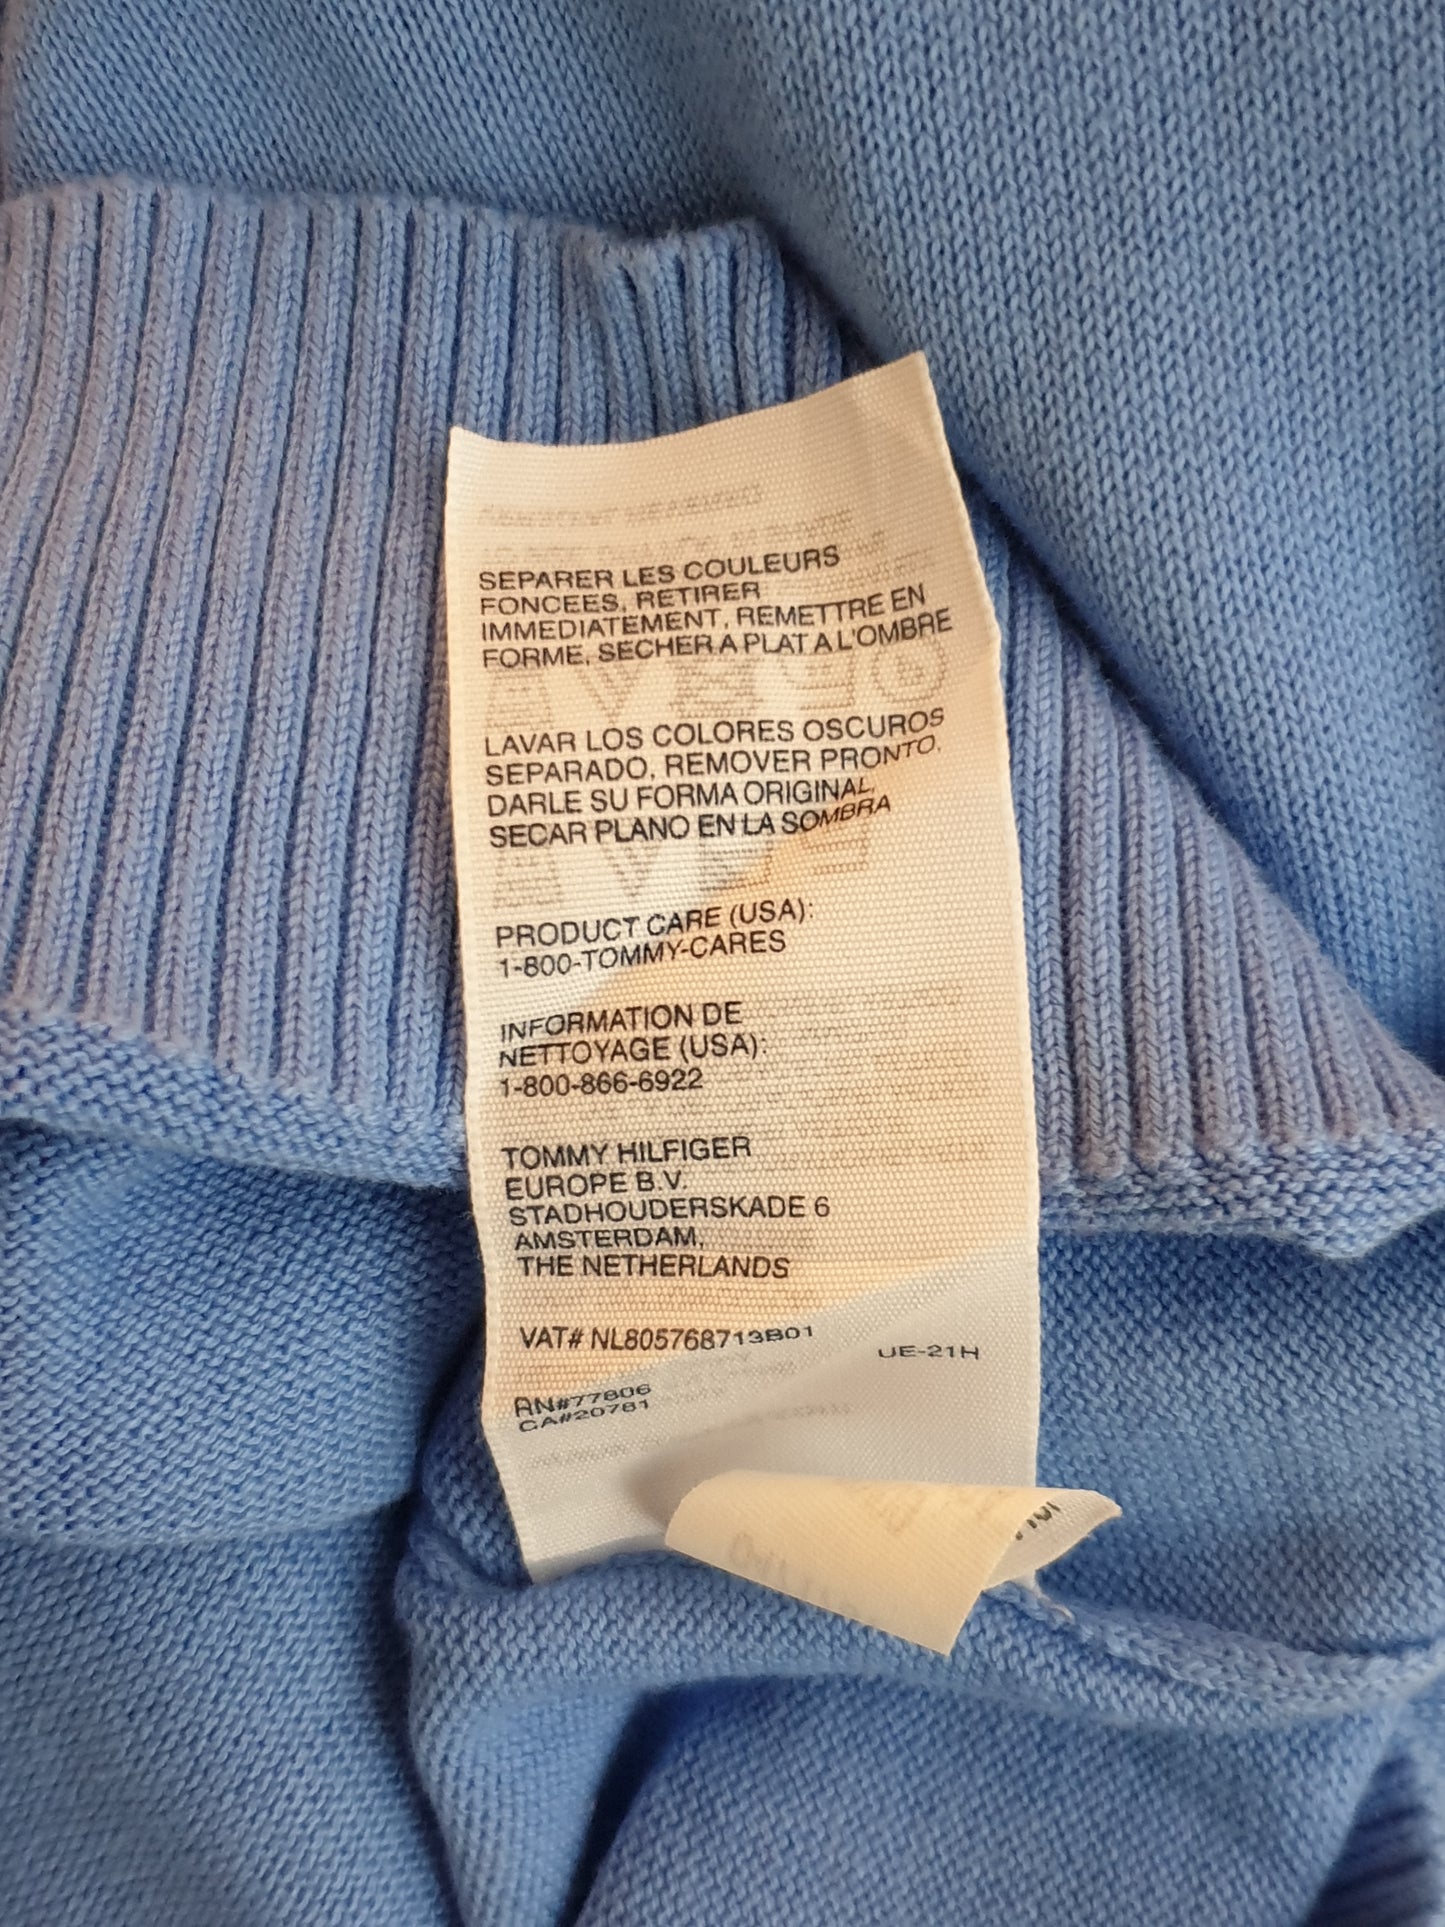 SEPARER LES COULEURS
FONCEES, RETIRER
IMMEDIATEMENT, REMETTRE EN
FORME, SECHER A PLAT A L'OMBRE
LAVAR LOS COLORES OSCUROS
SEPARADO, REMOVER PRONTO,
DARLE SU FORMA ORIGINAL,
SECAR PLANO EN LA SOMBRA
PRODUCT CARE (USA):
1-800-TOMMY-CARES
INFORMATION DE
NETTOYAGE (USA):
1-800-866-6922
TOMMY HILFIGER
EUROPE B.V.
STADHOUDERSKADE 6
AMSTERDAM,
THE NETHERLANDS
VAT# NL805768713B01
UE-21H
RN#77806
CA#20781